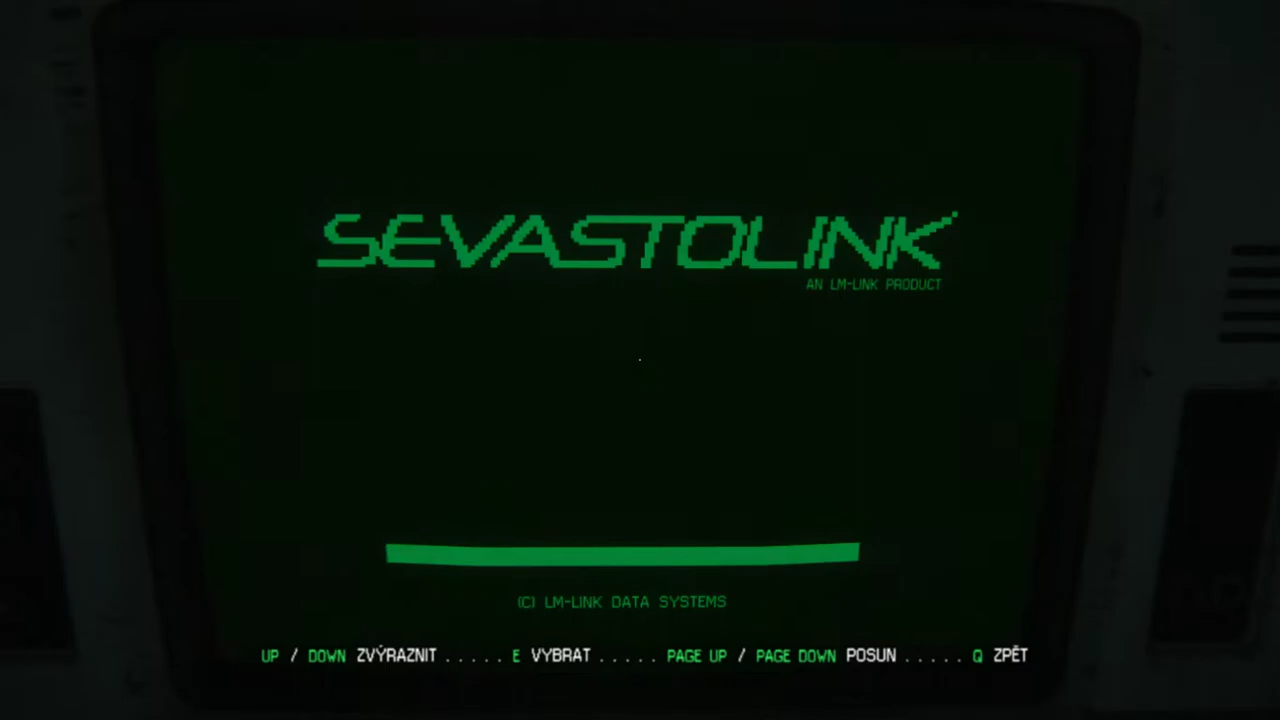 SEVASTOLINK
AN LM-LINK PRODUCT
(C) LM-LINK DATA SYSTEMS
UP / DOWN ZVÝRAZNIT ..... E VYBRAT ..... PAGE UP / PAGE DOWN POSUN ..... Q ZPĚT